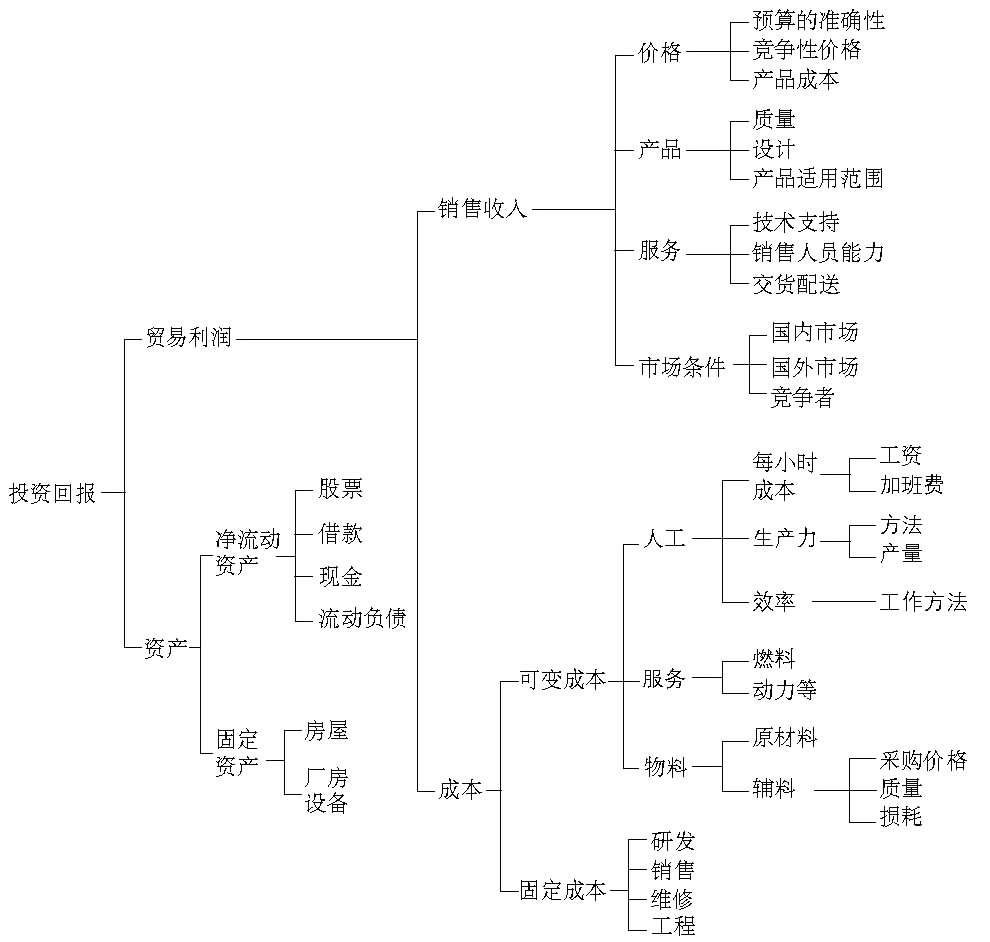 预算的准确性
价格
竞争性价格
产品成本
质量
产品
设计
产品适用范围
销售收入
技术支持
服务
销售人员能力
交货配送
贸易利润
国内市场
市场条件
国外市场
竞争者
投资回报
股票
净流动
资产
借款
现金
流动负债
资产
固定
资产
房屋
厂房
设备
每小时
成本
工资
加班费
人工
生产力
方法
产量
效率
工作方法
可变成本
服务
燃料
动力等
物料
原材料
辅料
采购价格
质量
损耗
成本
固定成本
研发
销售
维修
工程